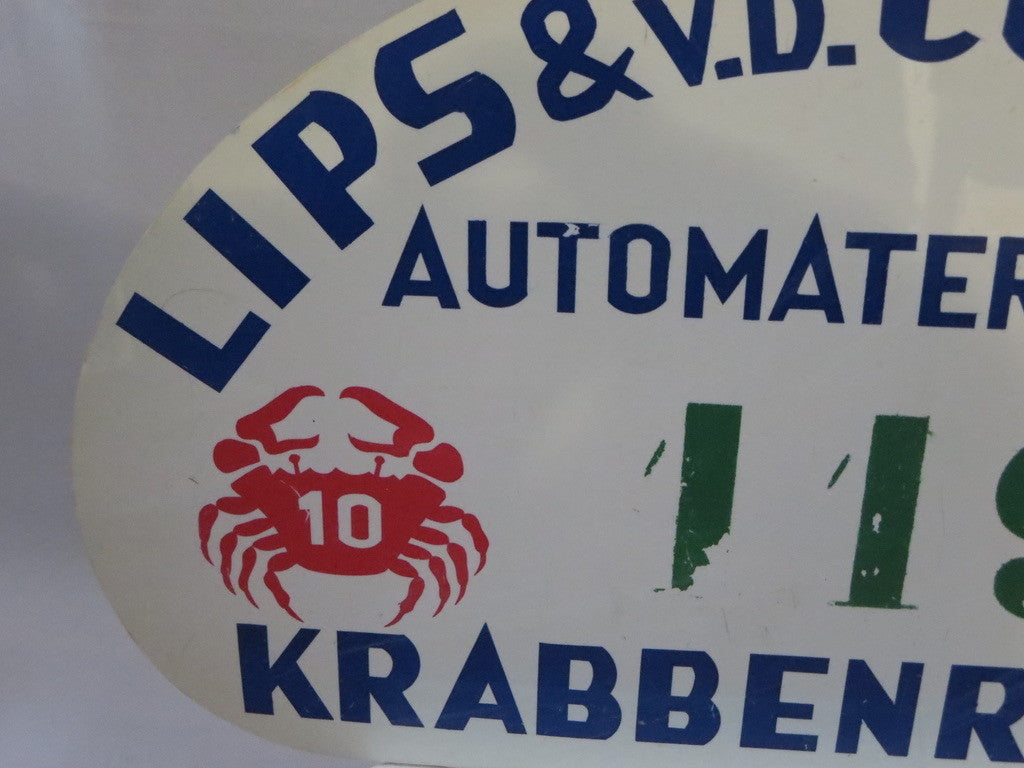 LIPS & V.D.
AUTOMATER
10
11
KRABBENR